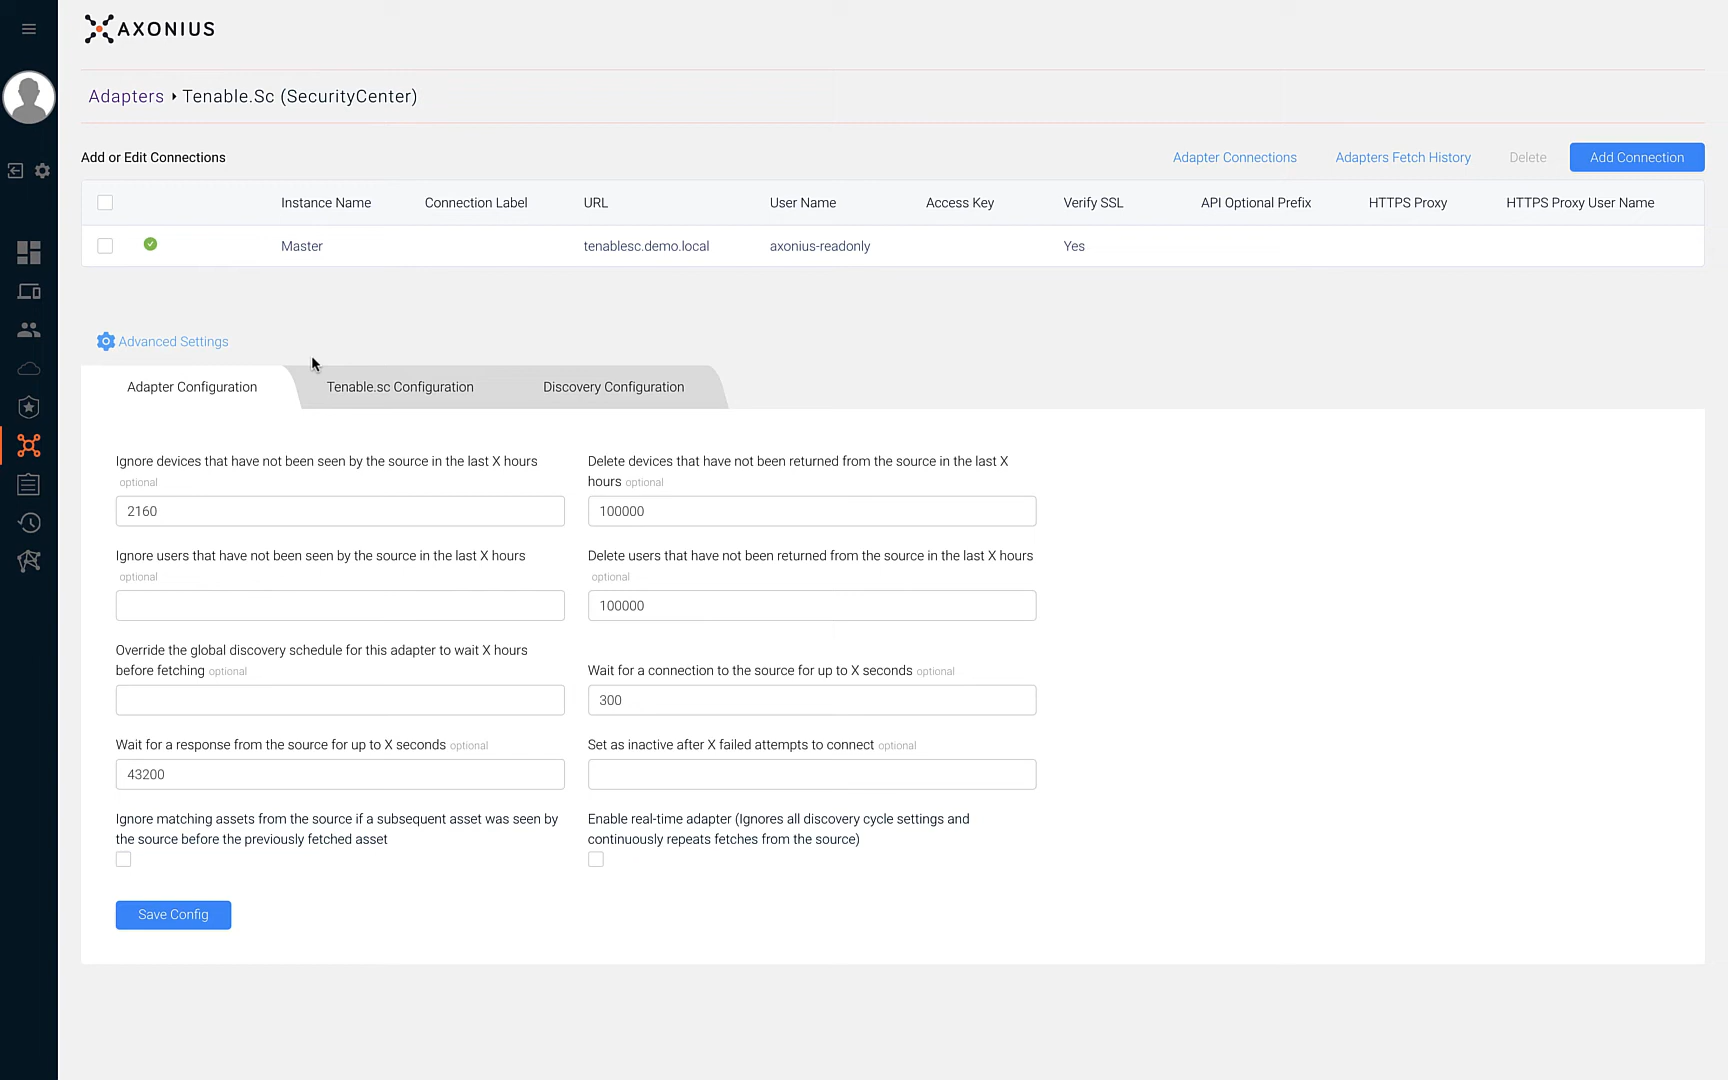 AXONIUS
Adapters ▸ Tenable.Sc (SecurityCenter)
Add or Edit Connections
Adapter Connections
Adapters Fetch History
Delete
Add Connection
Instance Name
Connection Label
URL
User Name
Access Key
Verify SSL
API Optional Prefix
HTTPS Proxy
HTTPS Proxy User Name
Master
tenablesc.demo.local
axonius-readonly
Yes
Advanced Settings
Adapter Configuration
Tenable.sc Configuration
Discovery Configuration
Ignore devices that have not been seen by the source in the last X hours
optional
2160
Delete devices that have not been returned from the source in the last X
hours optional
100000
Ignore users that have not been seen by the source in the last X hours
optional
Delete users that have not been returned from the source in the last X hours
optional
100000
Override the global discovery schedule for this adapter to wait X hours
before fetching optional
Wait for a connection to the source for up to X seconds optional
300
Wait for a response from the source for up to X seconds optional
43200
Set as inactive after X failed attempts to connect optional
Ignore matching assets from the source if a subsequent asset was seen by
the source before the previously fetched asset
Enable real-time adapter (Ignores all discovery cycle settings and
continuously repeats fetches from the source)
Save Config